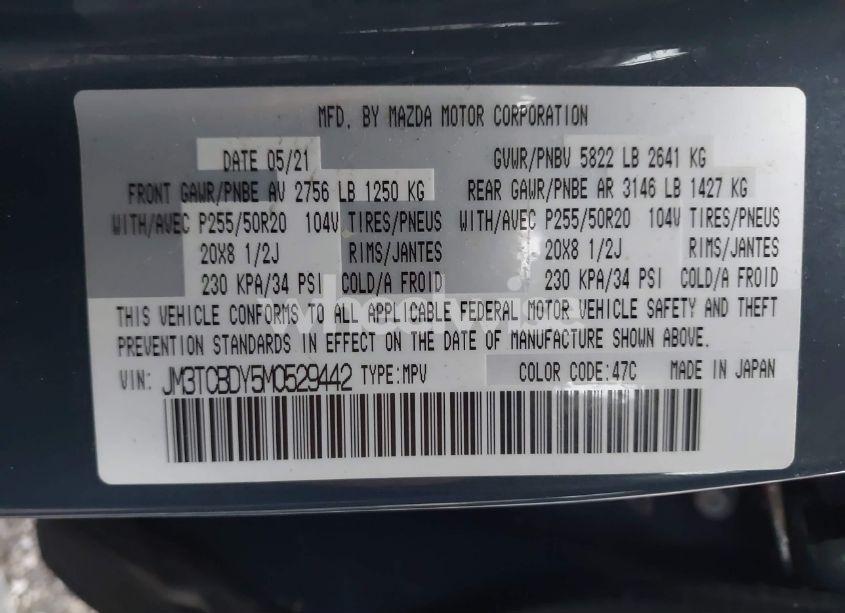 MFD. BY MAZDA MOTOR CORPORATION
DATE 05/21 GVWR/PNBV 5822 LB 2641 KG
FRONT GAWR/PNBE AV 2756 LB 1250 KG REAR GAWR/PNBE AR 3146 LB 1427 KG
WITH/AVEC P255/50R20 104V TIRES/PNEUS WITH/AVEC P255/50R20 104V TIRES/PNEUS
20X8 1/2J RIMS/JANTES 20X8 1/2J RIMS/JANTES
230 KPA/34 PSI COLD/A FROID 230 KPA/34 PSI COLD/A FROID
THIS VEHICLE CONFORMS TO ALL APPLICABLE FEDERAL MOTOR VEHICLE SAFETY AND THEFT
PREVENTION STANDARDS IN EFFECT ON THE DATE OF MANUFACTURE SHOWN ABOVE.
VIN: JM3TCBDY5M0529442 TYPE:MPV COLOR CODE:47C MADE IN JAPAN